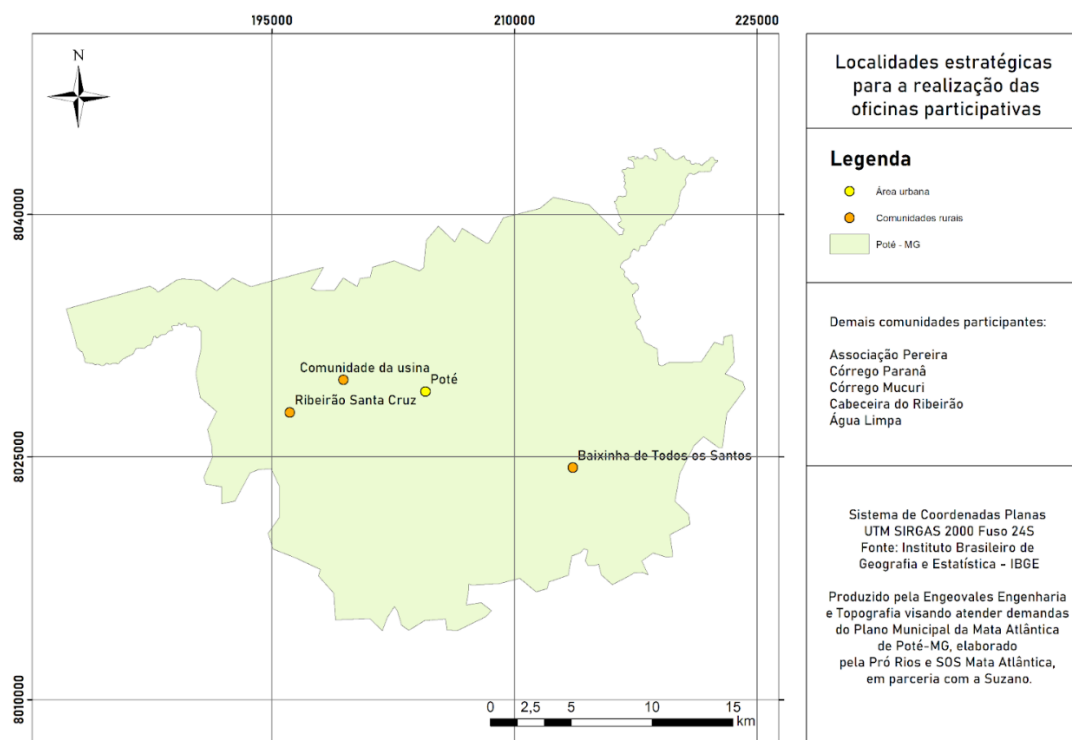 195000
210000
225000
N
8040000
8025000
8010000
Comunidade da usina
Poté
Ribeirão Santa Cruz
Baixinha de Todos os Santos
0 2,5 5 10 15
km
Localidades estratégicas
para a realização das
oficinas participativas
Legenda
Área urbana
Comunidades rurais
Poté - MG
Demais comunidades participantes:
Associação Pereira
Córrego Paranâ
Córrego Mucuri
Cabeceira do Ribeirão
Água Limpa
Sistema de Coordenadas Planas
UTM SIRGAS 2000 Fuso 24S
Fonte: Instituto Brasileiro de
Geografia e Estatística - IBGE
Produzido pela Engeovales Engenharia
e Topografia visando atender demandas
do Plano Municipal da Mata Atlântica
de Poté-MG, elaborado
pela Pró Rios e SOS Mata Atlântica,
em parceria com a Suzano.